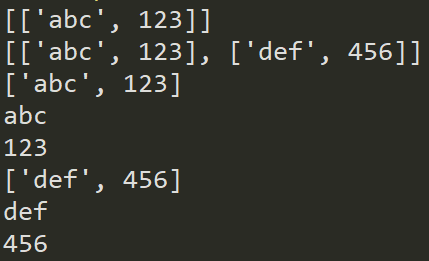 [['abc', 123]]
[['abc', 123], ['def', 456]]
['abc', 123]
abc
123
['def', 456]
def
456